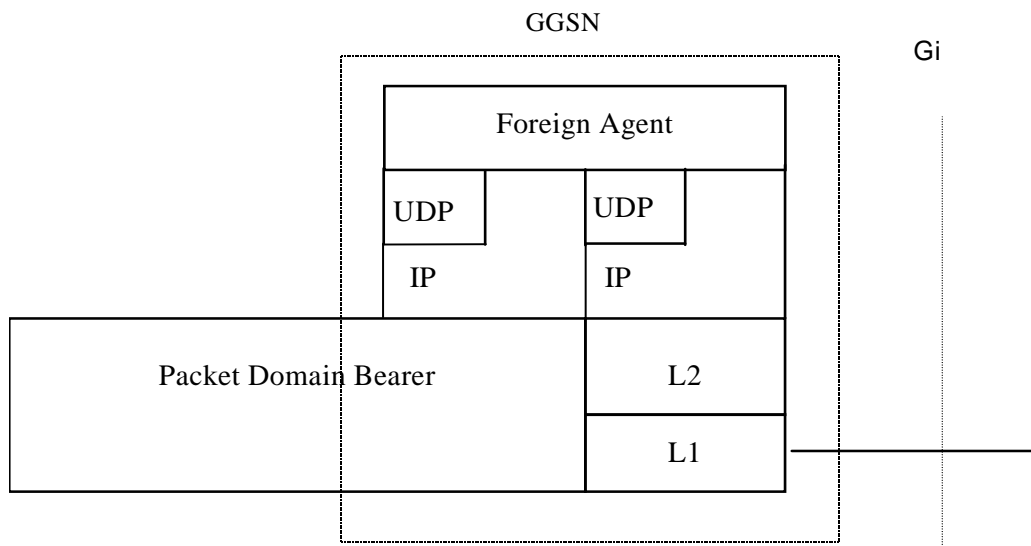 GGSN
Gi
Foreign Agent
UDP
UDP
IP
IP
Packet Domain Bearer
L2
L1